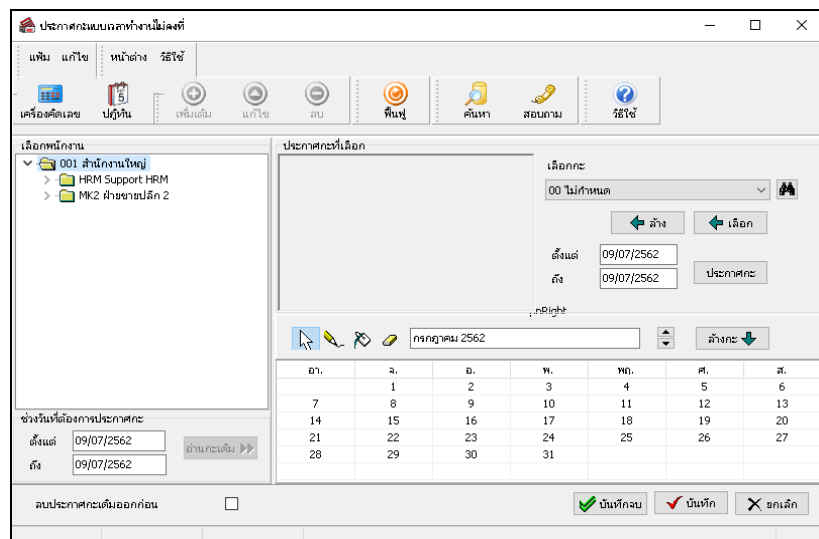 ประกาศกะแบบเวลาทำงานไม่คงที่
แฟ้ม แก้ไข หน้าต่าง วิธีใช้
เครื่องคิดเลข ปฏิทิน เพิ่มเติม แก้ไข ลบ ฟื้นฟู ค้นหา สอบถาม วิธีใช้
เลือกพนักงาน
001 สำนักงานใหญ่
HRM Support HRM
MK2 ฝ่ายขายปลีก 2
ช่วงวันที่ต้องการประกาศกะ
ตั้งแต่ 09/07/2562
อ่านกะเดิม
ถึง 09/07/2562
ประกาศกะที่เลือก
เลือกกะ
00 ไม่กำหนด
ล้าง เลือก
ตั้งแต่ 09/07/2562
ถึง 09/07/2562
ประกาศกะ
nRight
กรกฎาคม 2562 ล้างกะ
อา. จ. อ. พ. พฤ. ศ. ส.
1 2 3 4 5 6
7 8 9 10 11 12 13
14 15 16 17 18 19 20
21 22 23 24 25 26 27
28 29 30 31
ลบประกาศกะเดิมออกก่อน
บันทึกจบ บันทึก ยกเลิก